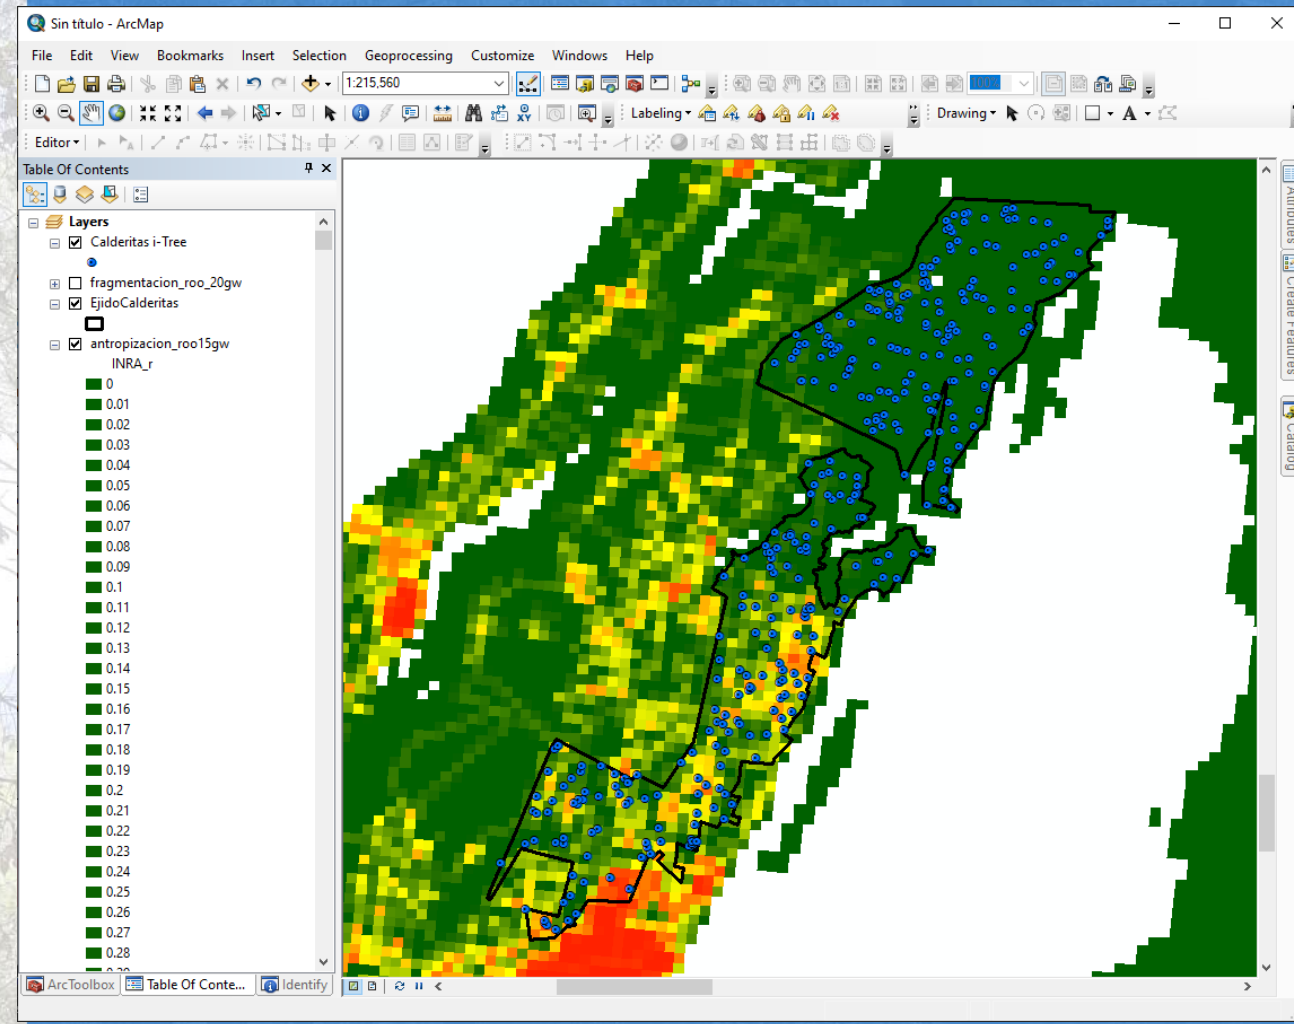 Sin título - ArcMap
File Edit View Bookmarks Insert Selection Geoprocessing Customize Windows Help
1:215,560
100%
Labeling
Drawing
A
Editor
Table Of Contents
Layers
Calderitas i-Tree
fragmentacion_roo_20gw
EjidoCalderitas
antropizacion_roo15gw
INRA_r
0
0.01
0.02
0.03
0.04
0.05
0.06
0.07
0.08
0.09
0.1
0.11
0.12
0.13
0.14
0.15
0.16
0.17
0.18
0.19
0.2
0.21
0.22
0.23
0.24
0.25
0.26
0.27
0.28
ArcToolbox Table Of Conte... Identify
Attributes
Create Features
Catalog